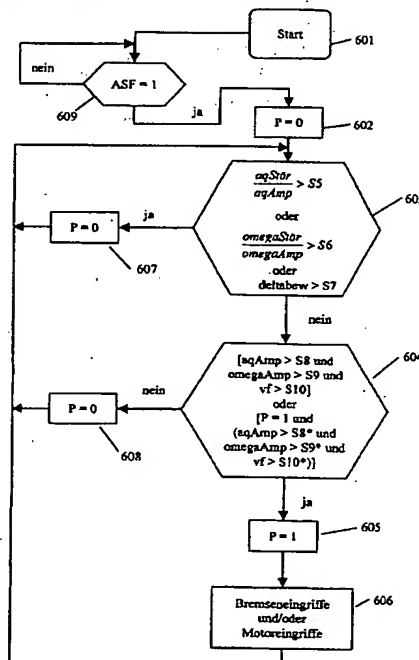 Start
601
nein
ASF = 1
609
ja
P = 0
602
aqStör
aqAmp
> S5
oder
omegaStör
omegaAmp
> S6
oder
deltabew > S7
ja
P = 0
607
nein
[aqAmp > S8 und
omegaAmp > S9 und
vf > S10]
oder
[P = 1 und
(aqAmp > S8* und
omegaAmp > S9* und
vf > S10*)]
604
nein
P = 0
608
ja
P = 1
605
Bremseneingriffe
und/oder
Motoreingriffe
606